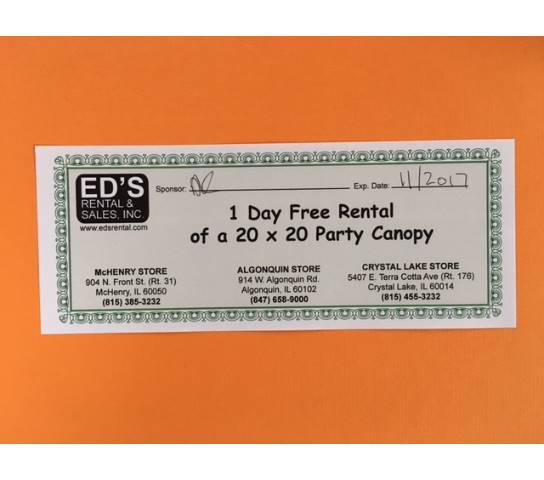 ED'S
RENTAL &
SALES, INC.
www.edsrental.com
Sponsor: Exp. Date: 11/2017
1 Day Free Rental
of a 20 x 20 Party Canopy
McHENRY STORE
904 N. Front St. (Rt. 31)
McHenry, IL 60050
(815) 385-3232
ALGONQUIN STORE
914 W. Algonquin Rd.
Algonquin, IL 60102
(847) 658-9000
CRYSTAL LAKE STORE
5407 E. Terra Cotta Ave (Rt. 176)
Crystal Lake, IL 60014
(815) 455-3232